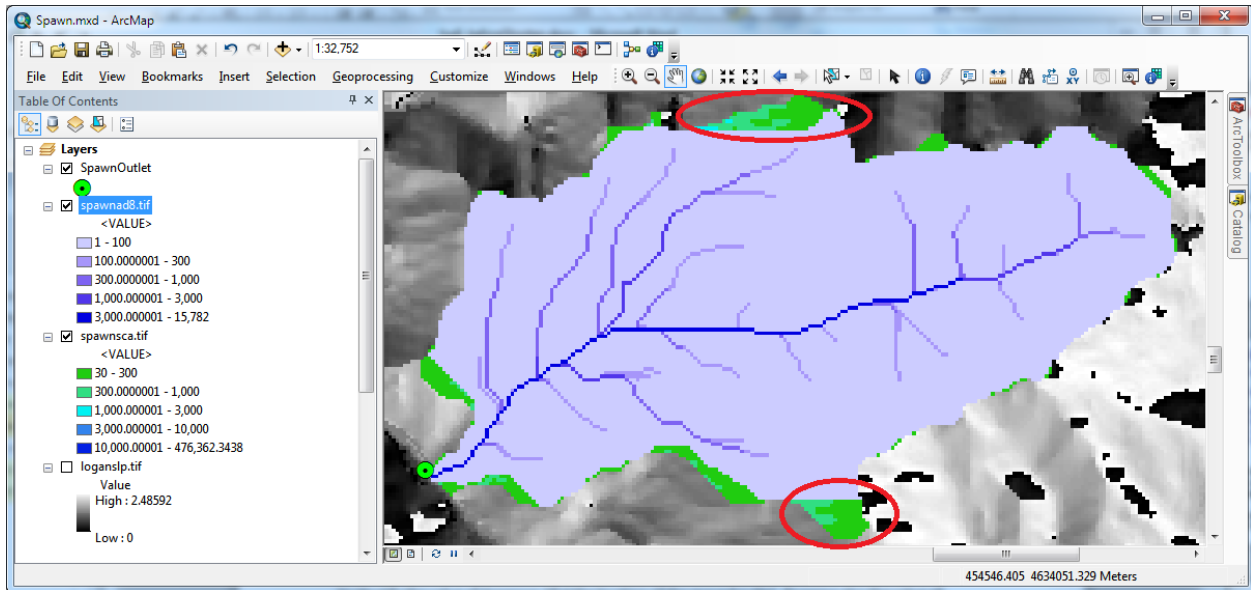 Spawn.mxd - ArcMap
1:32,752
File Edit View Bookmarks Insert Selection Geoprocessing Customize Windows Help
Table Of Contents
Layers
SpawnOutlet
spawnad8.tif
<VALUE>
1 - 100
100.0000001 - 300
300.0000001 - 1,000
1,000.000001 - 3,000
3,000.000001 - 15,782
spawnsca.tif
<VALUE>
30 - 300
300.0000001 - 1,000
1,000.000001 - 3,000
3,000.000001 - 10,000
10,000.00001 - 476,362.3438
loganslp.tif
Value
High : 2.48592
Low : 0
ArcToolbox
Catalog
454546.405 4634051.329 Meters